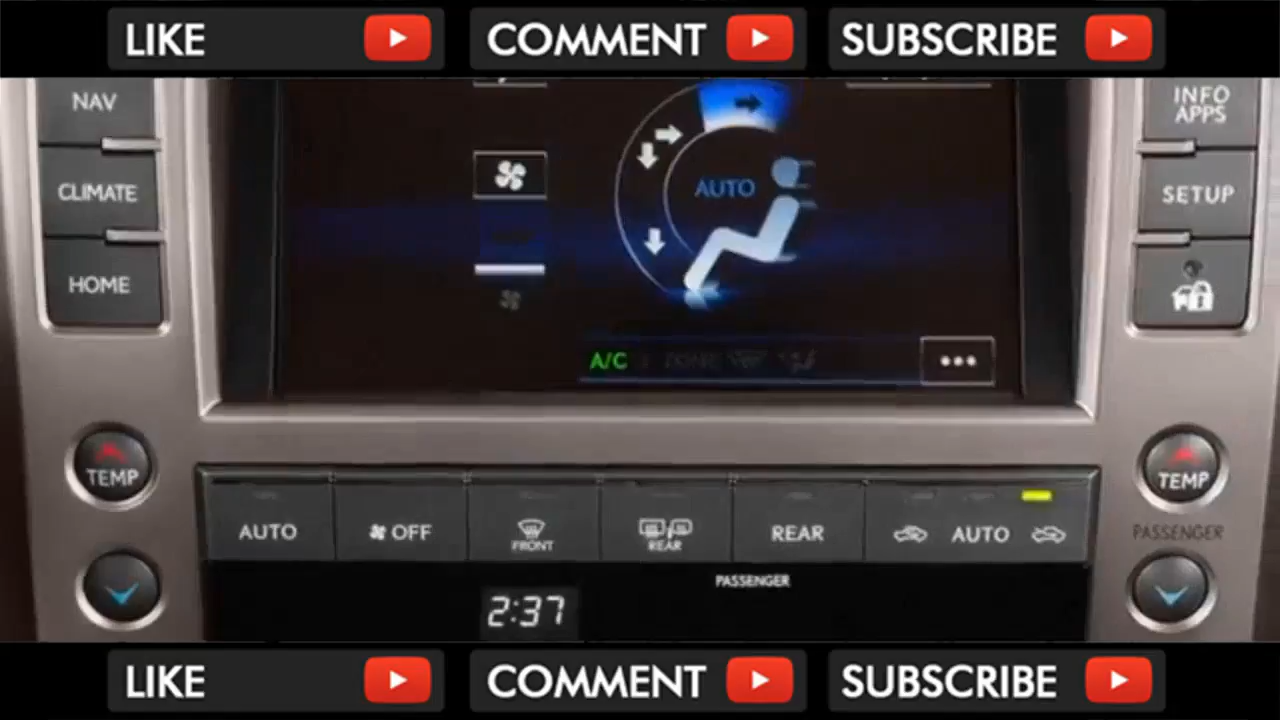 LIKE COMMENT SUBSCRIBE
NAV
INFO
APPS
CLIMATE
AUTO
SETUP
HOME
A/C
TEMP
TEMP
AUTO
OFF
FRONT
REAR
REAR
AUTO
PASSENGER
PASSENGER
2:37
LIKE COMMENT SUBSCRIBE